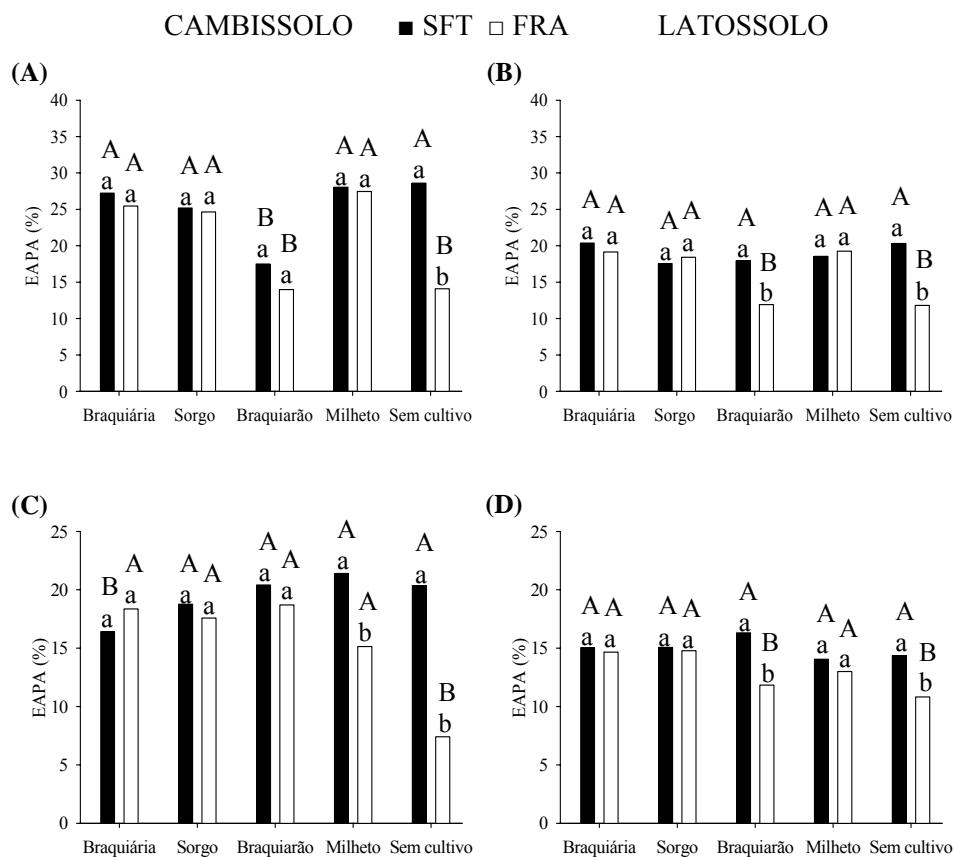 CAMBISSOLO ■ SFT □ FRA LATOSSOLO
(A)
EAPA (%)
40
35
30
25
20
15
10
5
0
A A A A B B A A A B
a a a a a a a a a b
Braquiária Sorgo Braquiarão Milheto Sem cultivo
(B)
EAPA (%)
40
35
30
25
20
15
10
5
0
A A A A A B A A A B
a a a a a b a a a b
Braquiária Sorgo Braquiarão Milheto Sem cultivo
(C)
EAPA (%)
25
20
15
10
5
0
B A A A A A A A A B
a a a a a a a b a b
Braquiária Sorgo Braquiarão Milheto Sem cultivo
(D)
EAPA (%)
25
20
15
10
5
0
A A A A A B A A A B
a a a a a b a a a b
Braquiária Sorgo Braquiarão Milheto Sem cultivo